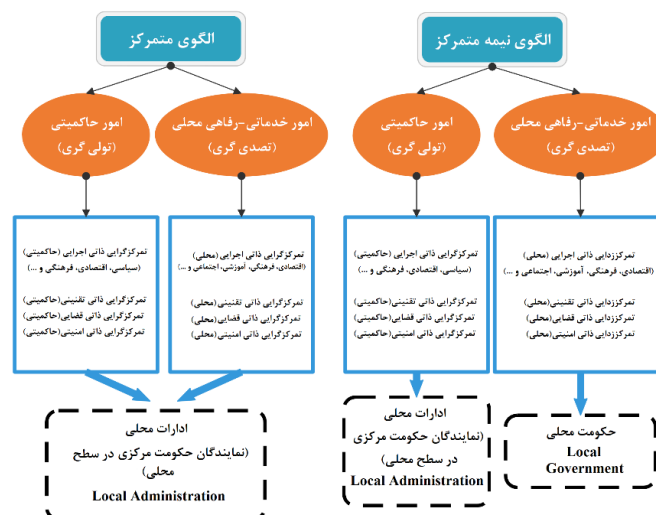 الگوی نیمه متمرکز
امور خدماتی-رفاهی محلی
(تصدی گری)
امور حاکمیتی
(تولی گری)
تمرکززدایی ذاتی اجرایی (محلی)
(اقتصادی، فرهنگی، آموزشی، اجتماعی و ...)
تمرکززدایی ذاتی تقنینی (محلی)
تمرکززدایی ذاتی قضایی (محلی)
تمرکززدایی ذاتی امنیتی (محلی)
تمرکزگرایی ذاتی اجرایی (حاکمیتی)
(سیاسی، اقتصادی، فرهنگی و ...)
تمرکزگرایی ذاتی تقنینی (حاکمیتی)
تمرکزگرایی ذاتی قضایی (حاکمیتی)
تمرکزگرایی ذاتی امنیتی (حاکمیتی)
حکومت محلی
Local
Government
ادارات محلی
(نمایندگان حکومت مرکزی
در سطح محلی)
Local Administration
الگوی متمرکز
امور خدماتی-رفاهی محلی
(تصدی گری)
امور حاکمیتی
(تولی گری)
تمرکزگرایی ذاتی اجرایی (محلی)
(اقتصادی، فرهنگی، آموزشی، اجتماعی و ...)
تمرکزگرایی ذاتی تقنینی (محلی)
تمرکزگرایی ذاتی قضایی (محلی)
تمرکزگرایی ذاتی امنیتی (محلی)
تمرکزگرایی ذاتی اجرایی (حاکمیتی)
(سیاسی، اقتصادی، فرهنگی و ...)
تمرکزگرایی ذاتی تقنینی (حاکمیتی)
تمرکزگرایی ذاتی قضایی (حاکمیتی)
تمرکزگرایی ذاتی امنیتی (حاکمیتی)
ادارات محلی
(نمایندگان حکومت مرکزی در سطح
محلی)
Local Administration